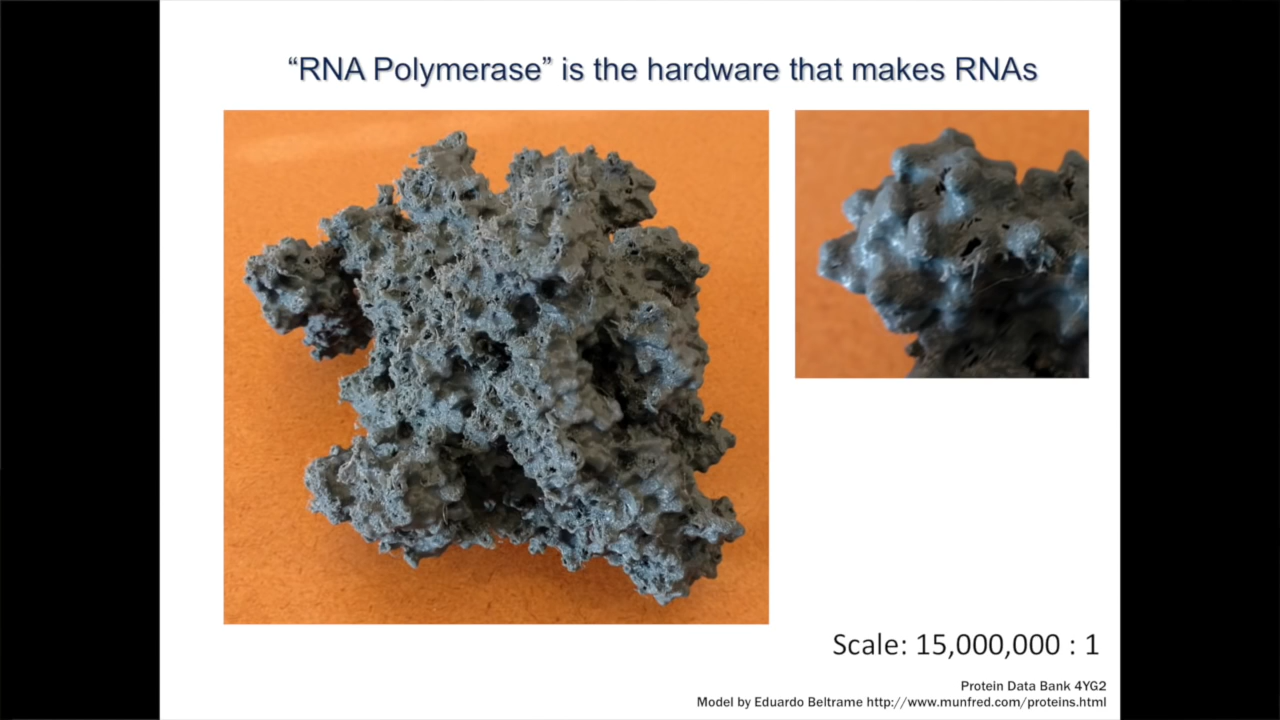 “RNA Polymerase” is the hardware that makes RNAs
Scale: 15,000,000 : 1
Protein Data Bank 4YG2
Model by Eduardo Beltrame http://www.munfred.com/proteins.html